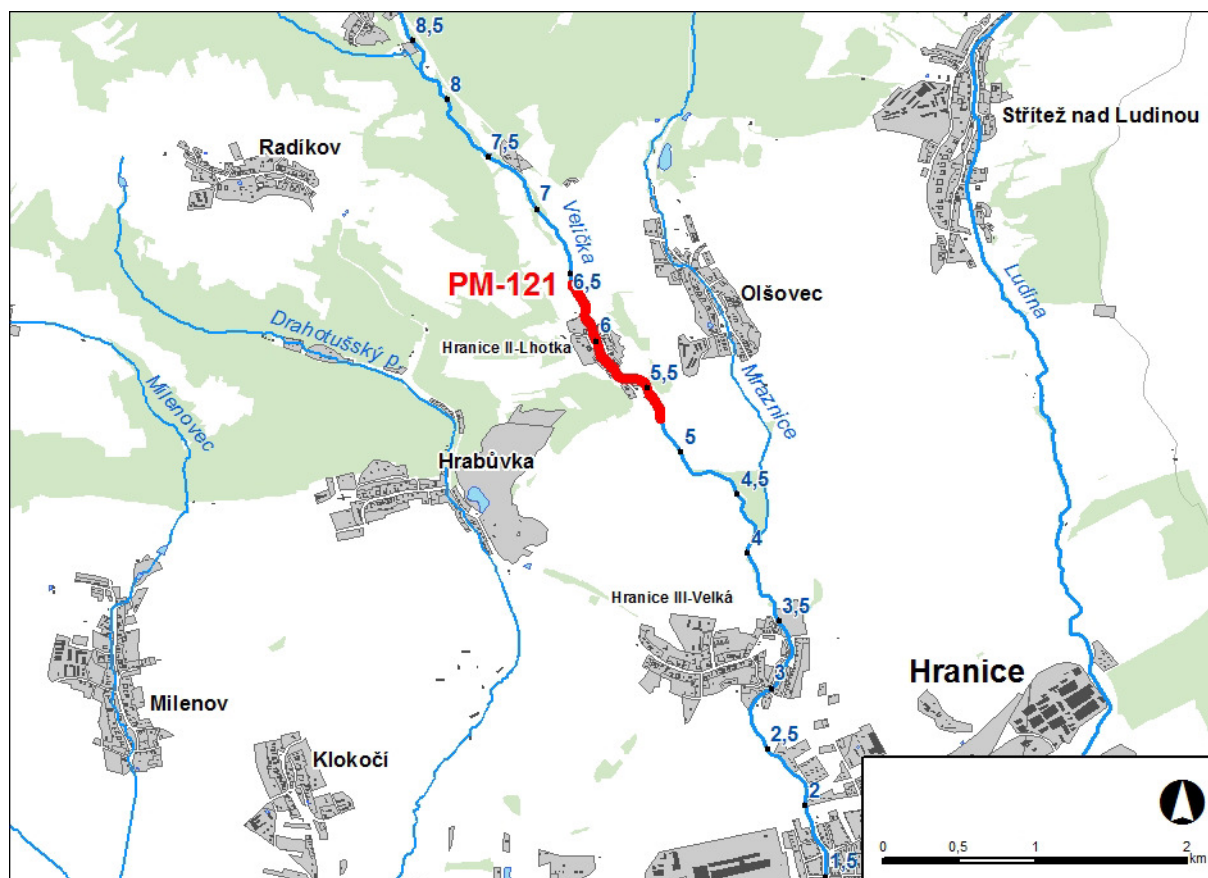 8,5
8
Střítež nad Ludinou
Radíkov
7,5
7
Velička
PM-121
6,5
Olšovec
Ludina
Drahotušský p.
Hranice II-Lhotka
6
5,5
Mraznice
Milenovec
5
Hrabůvka
4,5
4
Hranice III-Velká
3,5
Hranice
3
Milenov
2,5
Klokočí
2
1,5
0 0,5 1 2
km